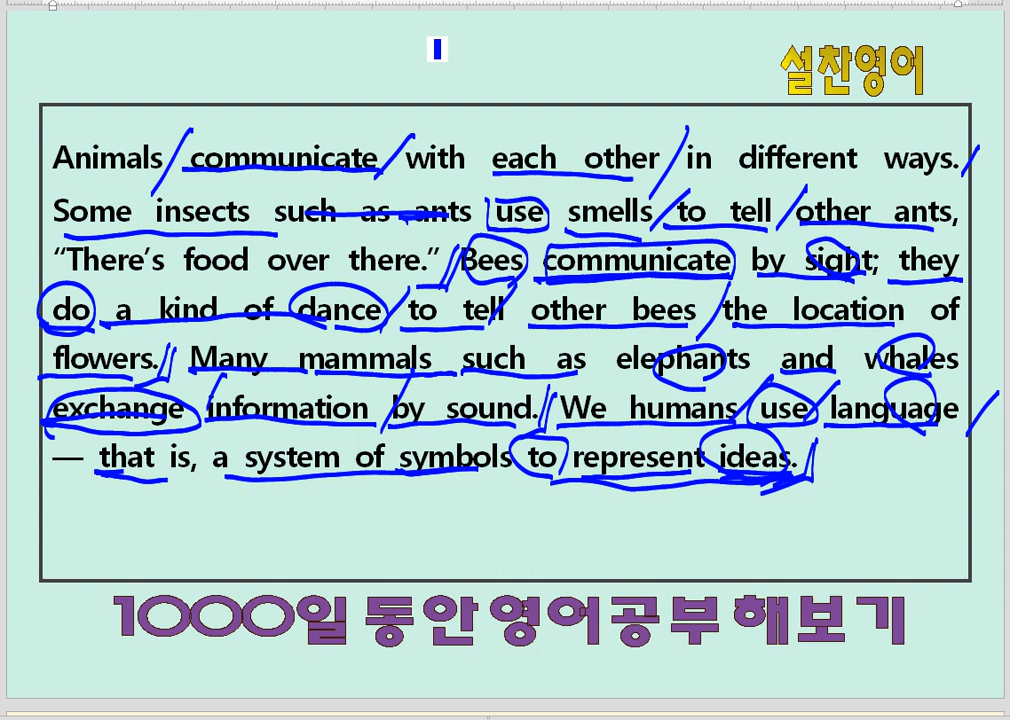 설찬영어
Animals communicate with each other in different ways.
Some insects such as ants use smells to tell other ants,
“There’s food over there.” Bees communicate by sight; they
do a kind of dance to tell other bees the location of
flowers. Many mammals such as elephants and whales
exchange information by sound. We humans use language
— that is, a system of symbols to represent ideas.
1000일 동안 영어공부 해보기